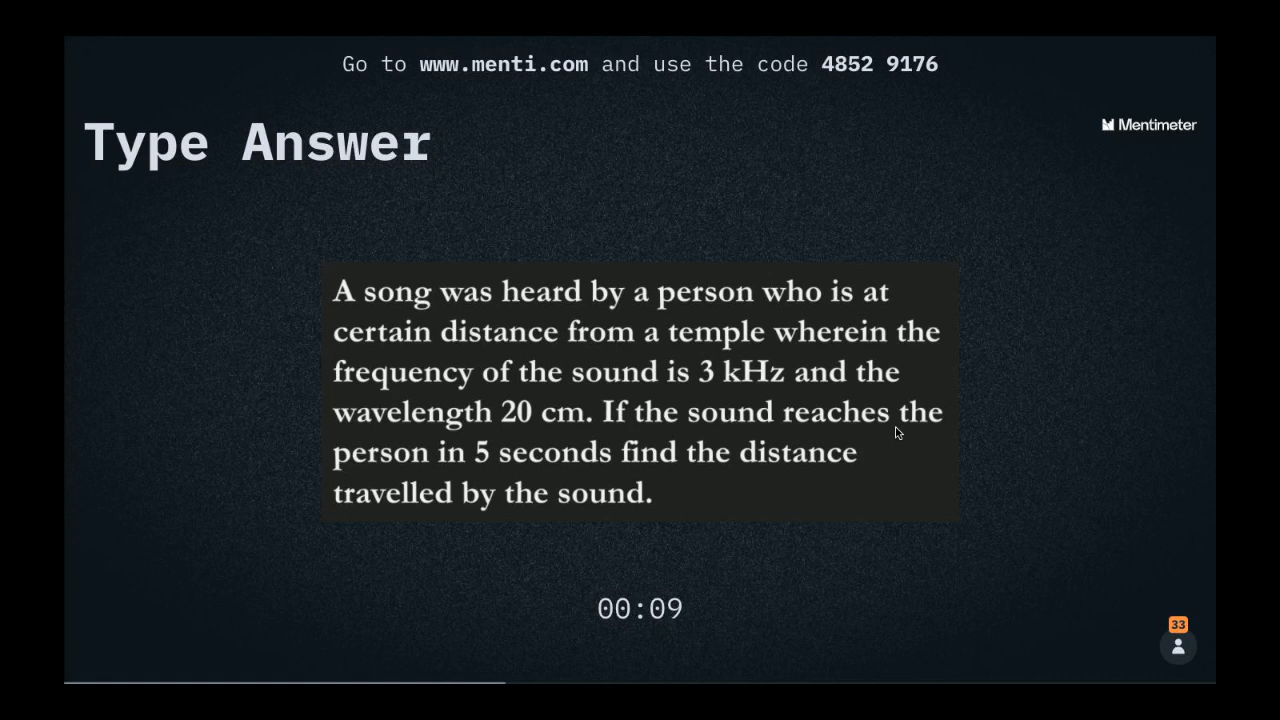 Go to www.menti.com and use the code 4852 9176
Type Answer
Mentimeter
A song was heard by a person who is at
certain distance from a temple wherein the
frequency of the sound is 3 kHz and the
wavelength 20 cm. If the sound reaches the
person in 5 seconds find the distance
travelled by the sound.
00:09
33